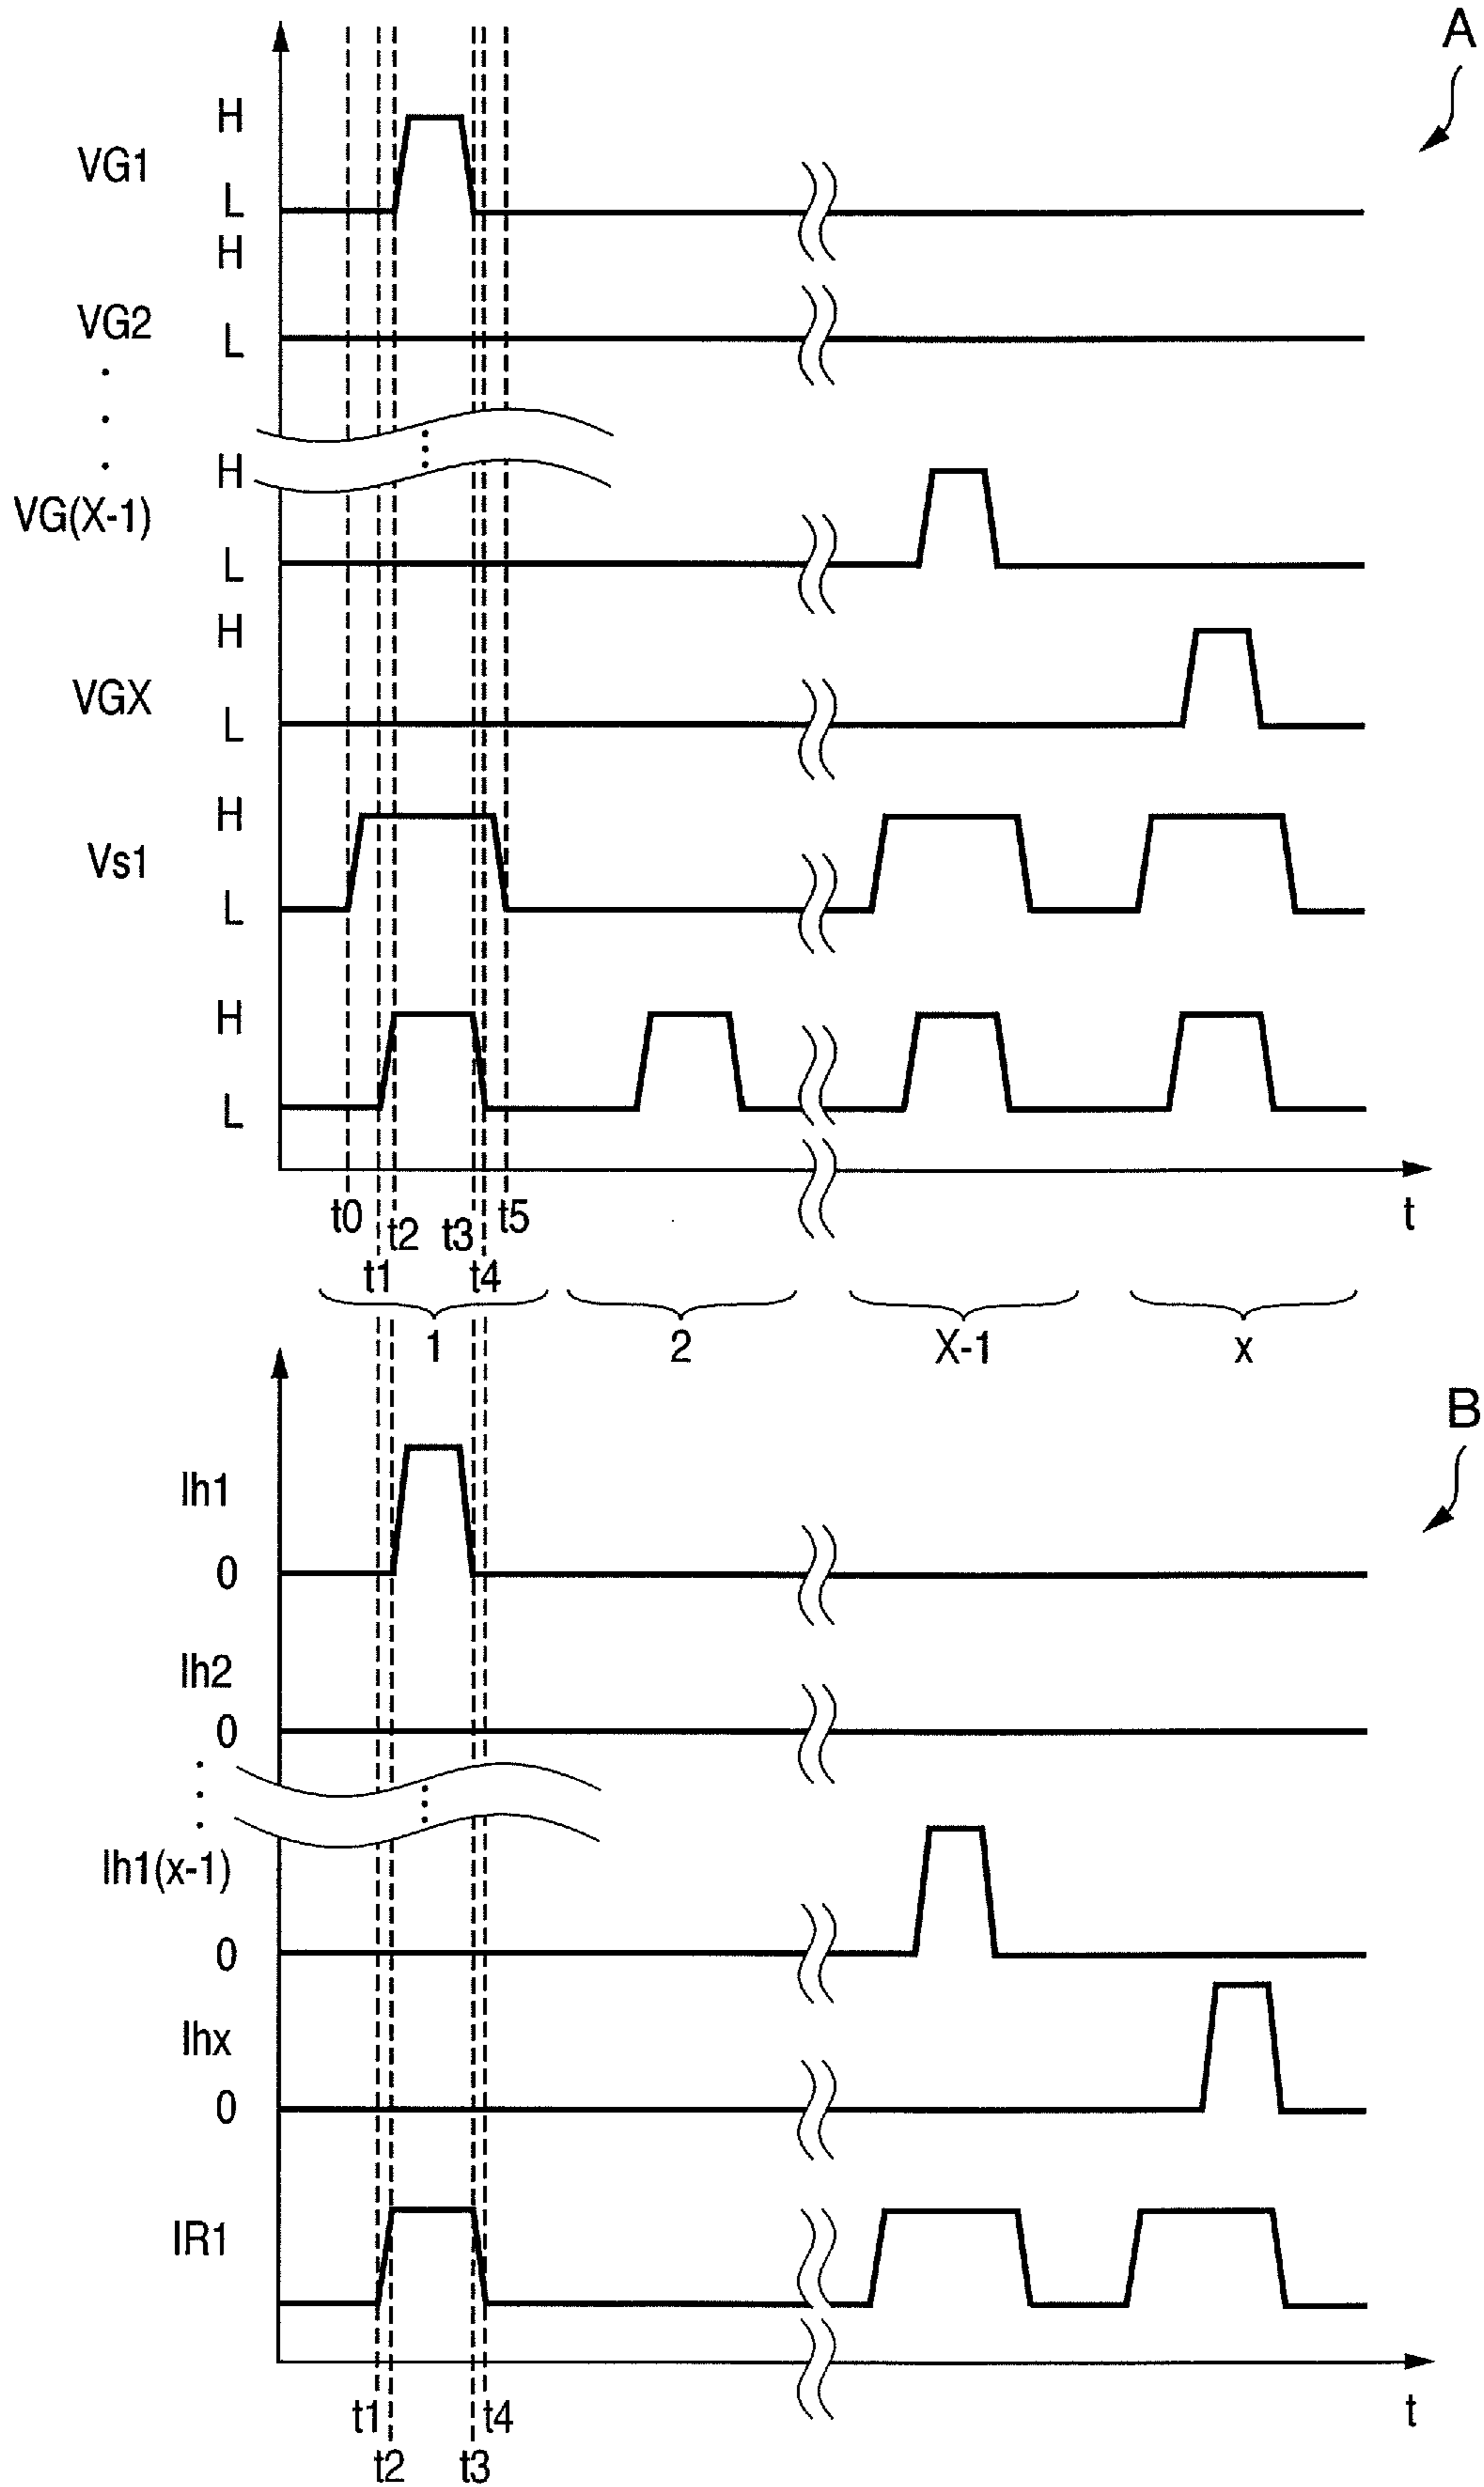 A
H
VG1
L
H
VG2
L
H
VG(X-1)
L
H
VGX
L
H
Vs1
L
H
L
t0 t2 t3 t5 t
t1 t4
1 2 X-1 x
B
Ih1
0
Ih2
0
Ih1(x-1)
0
Ihx
0
IR1
t1 t4 t
t2 t3